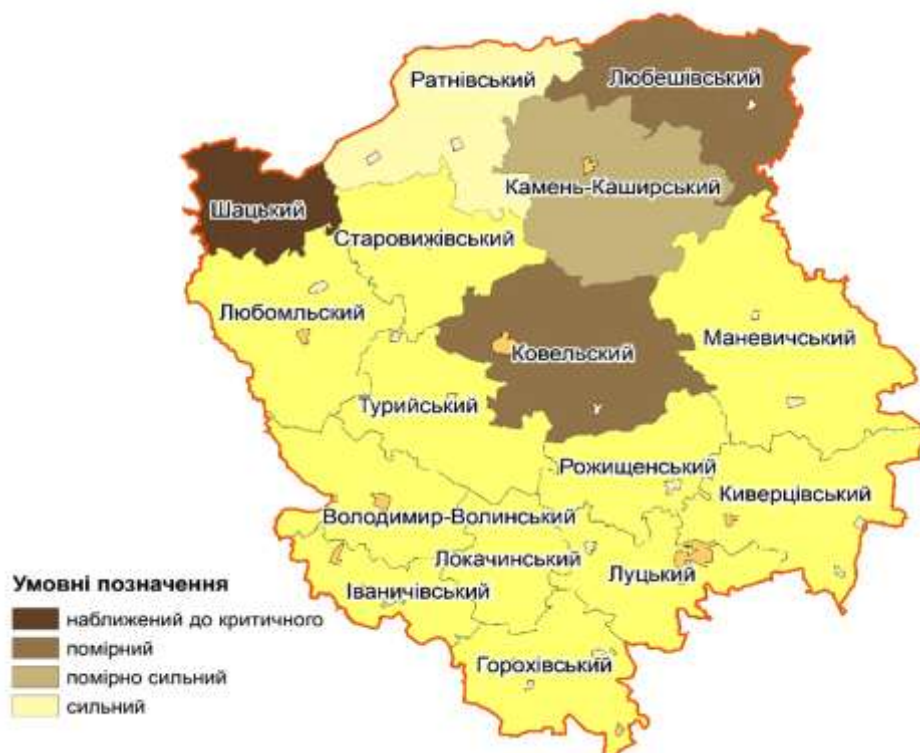 Ратнівський
Любешівський
Камень-Каширський
Шацький
Старовижівський
Любомльский
Маневичський
Ковельский
Турийський
Рожищенський
Киверцівський
Володимир-Волинський
Локачинський
Луцький
Іваничівський
Горохівський
Умовні позначення
наближений до критичного
помірний
помірно сильний
сильний